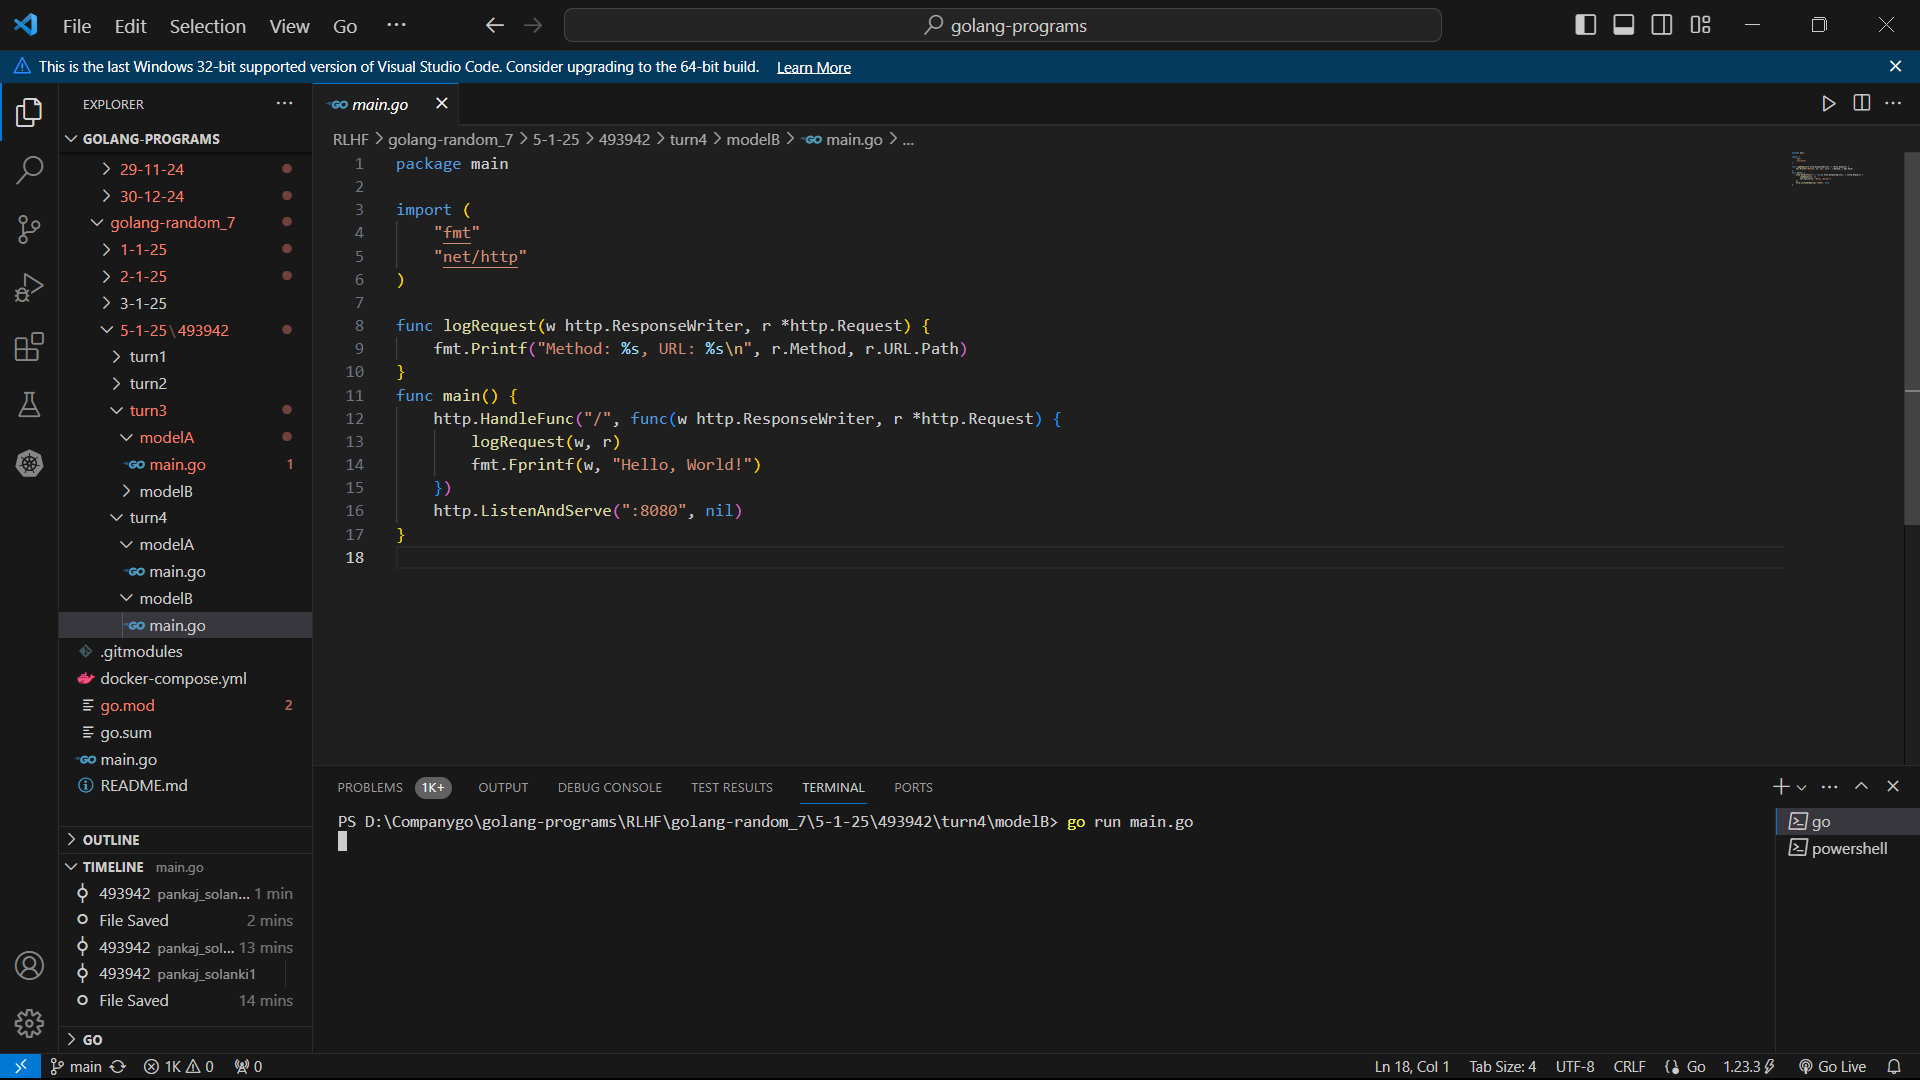 File Edit Selection View Go ··· golang-programs
This is the last Windows 32-bit supported version of Visual Studio Code. Consider upgrading to the 64-bit build. Learn More
EXPLORER ···
GOLANG-PROGRAMS
29-11-24
30-12-24
golang-random_7
1-1-25
2-1-25
3-1-25
5-1-25\493942
turn1
turn2
turn3
modelA
GO main.go 1
modelB
turn4
modelA
GO main.go
modelB
GO main.go
.gitmodules
docker-compose.yml
go.mod 2
go.sum
GO main.go
README.md
OUTLINE
TIMELINE main.go
493942 pankaj_solan... 1 min
File Saved 2 mins
493942 pankaj_sol... 13 mins
493942 pankaj_solanki1
File Saved 14 mins
GO
GO main.go
RLHF > golang-random_7 > 5-1-25 > 493942 > turn4 > modelB > GO main.go > ...
1 package main
2
3 import (
4 "fmt"
5 "net/http"
6 )
7
8 func logRequest(w http.ResponseWriter, r *http.Request) {
9 fmt.Printf("Method: %s, URL: %s\n", r.Method, r.URL.Path)
10 }
11 func main() {
12 http.HandleFunc("/", func(w http.ResponseWriter, r *http.Request) {
13 logRequest(w, r)
14 fmt.Fprintf(w, "Hello, World!")
15 })
16 http.ListenAndServe(":8080", nil)
17 }
18
PROBLEMS 1K+ OUTPUT DEBUG CONSOLE TEST RESULTS TERMINAL PORTS
PS D:\Companygo\golang-programs\RLHF\golang-random_7\5-1-25\493942\turn4\modelB> go run main.go
go
powershell
main 1K 0 0 Ln 18, Col 1 Tab Size: 4 UTF-8 CRLF Go 1.23.3 Go Live